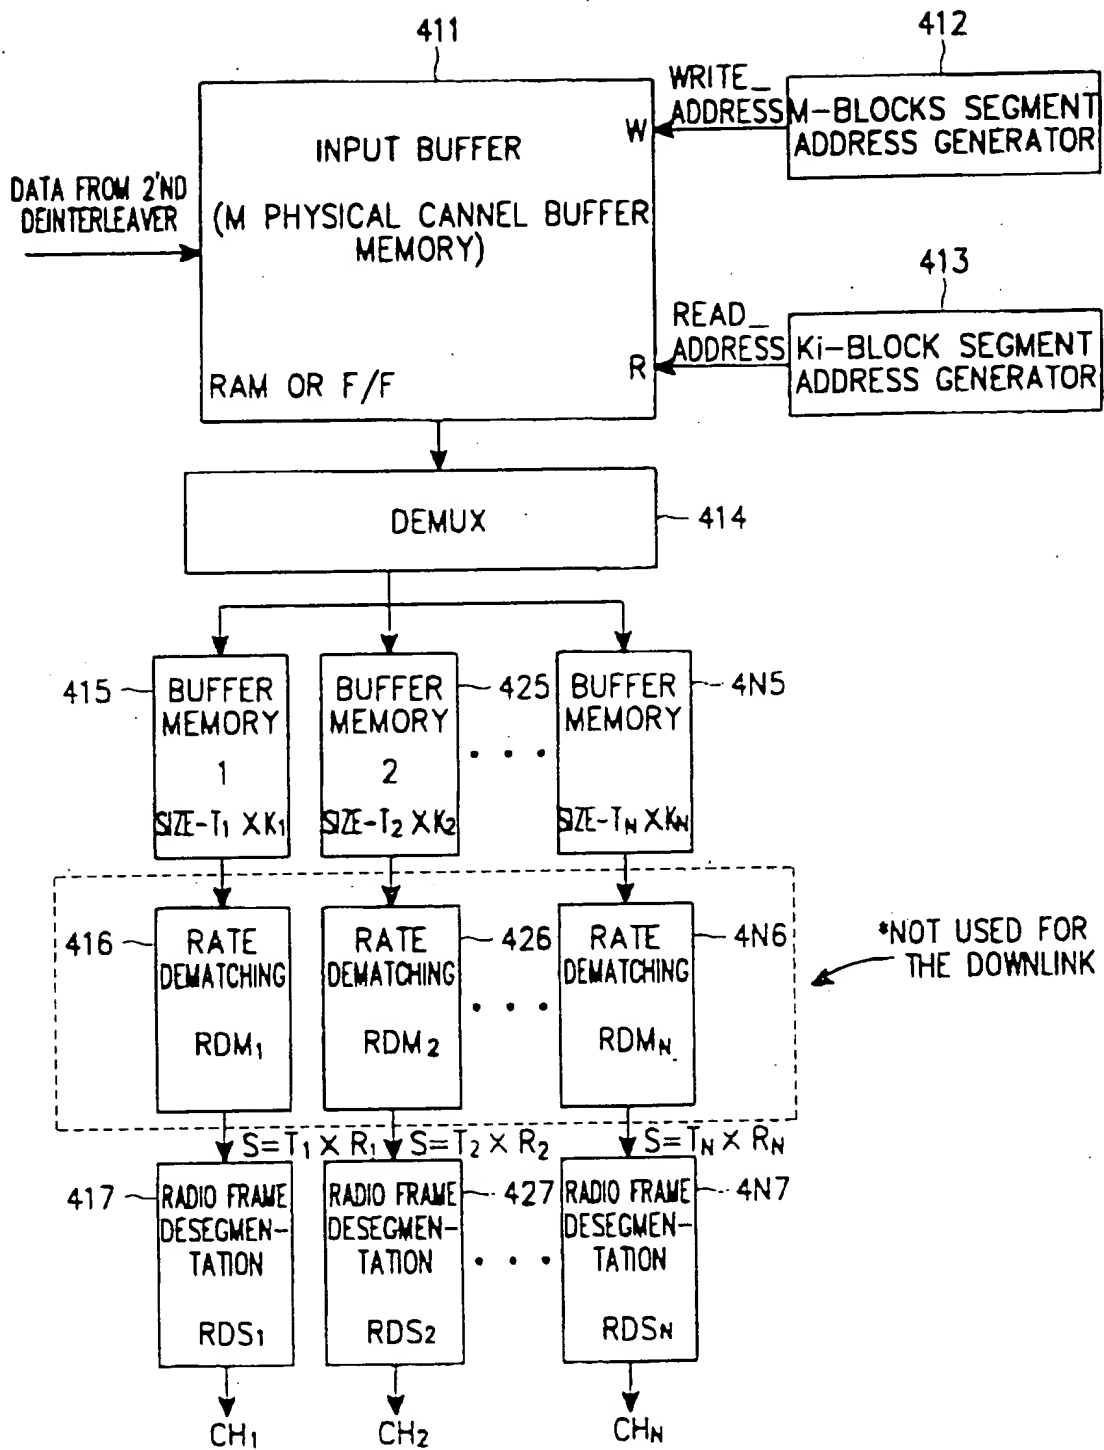 411
412
INPUT BUFFER
(M PHYSICAL CANNEL BUFFER
MEMORY)
RAM OR F/F
W
R
WRITE_
ADDRESS
M-BLOCKS SEGMENT
ADDRESS GENERATOR
DATA FROM 2'ND
DEINTERLEAVER
413
READ_
ADDRESS
Ki-BLOCK SEGMENT
ADDRESS GENERATOR
DEMUX
414
415
BUFFER
MEMORY
1
SIZE-T₁ X K₁
BUFFER
MEMORY
2
SIZE-T₂ X K₂
425
. . .
BUFFER
MEMORY
SIZE-TN X KN
4N5
416
RATE
DEMATCHING
RDM₁
RATE
DEMATCHING
RDM₂
426
. . .
RATE
DEMATCHING
RDMN
4N6
*NOT USED FOR
THE DOWNLINK
S=T₁ X R₁
S=T₂ X R₂
S=TN X RN
417
RADIO FRAME
DESEGMEN-
TATION
RDS₁
RADIO FRAME
DESEGMEN-
TATION
RDS₂
427
. . .
RADIO FRAME
DESEGMEN-
TATION
RDSN
4N7
CH₁
CH₂
CHN